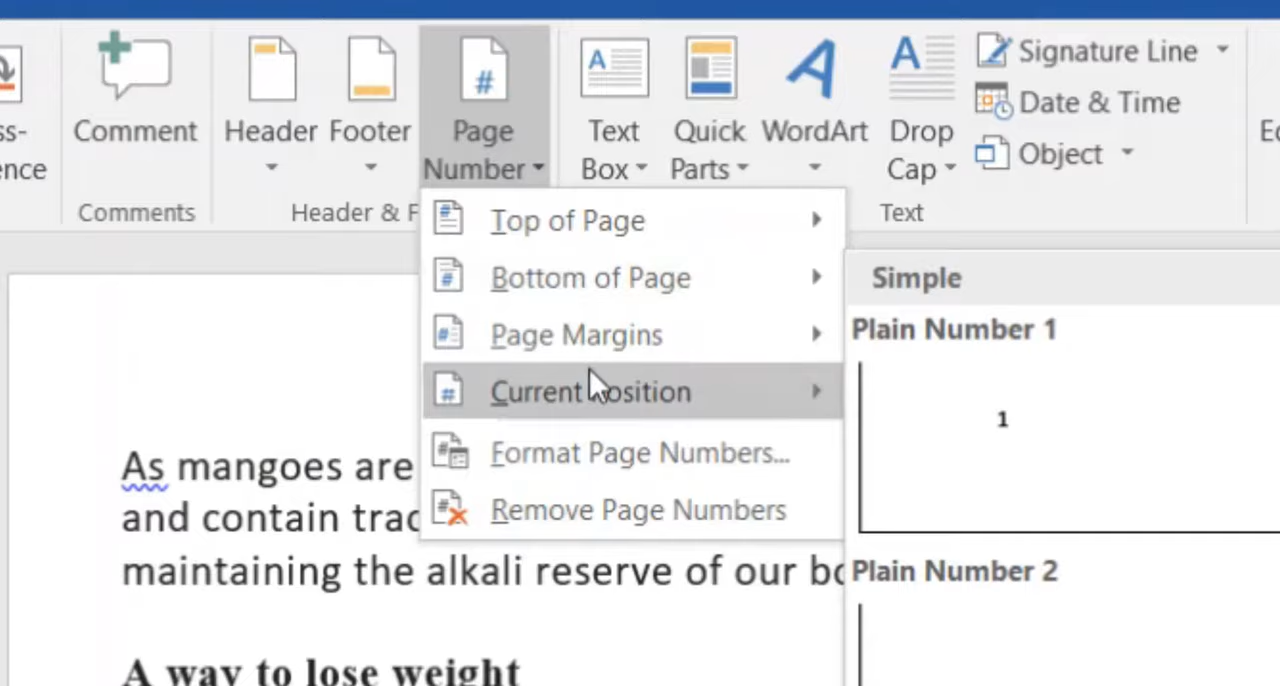 Comment
Comments
Header
Footer
Page
Number
Header & F
Text
Box
Quick
Parts
WordArt
Drop
Cap
Signature Line
Date & Time
Object
Text
Top of Page
Bottom of Page
Page Margins
Current Position
Format Page Numbers...
Remove Page Numbers
Simple
Plain Number 1
1
Plain Number 2
As mangoes are
and contain trac
maintaining the alkali reserve of our bo
A way to lose weight